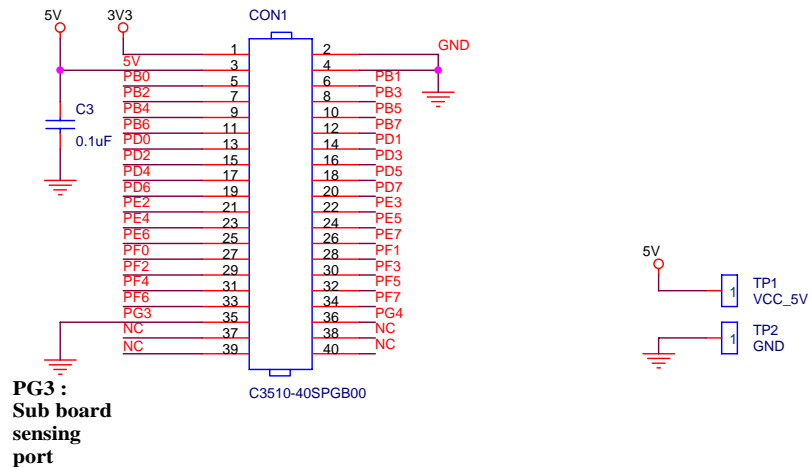 5V 3V3 CON1
1 2 GND
5V 3 4
PB0 5 6 PB1
PB2 7 8 PB3
PB4 9 10 PB5
PB6 11 12 PB7
PD0 13 14 PD1
PD2 15 16 PD3
PD4 17 18 PD5
PD6 19 20 PD7
PE2 21 22 PE3
PE4 23 24 PE5
PE6 25 26 PE7
PF0 27 28 PF1
PF2 29 30 PF3
PF4 31 32 PF5
PF6 33 34 PF7
PG3 35 36 PG4
NC 37 38 NC
NC 39 40 NC
C3510-40SPGB00
C3
0.1uF
PG3 :
Sub board
sensing
port
5V
1 TP1
VCC_5V
1 TP2
GND